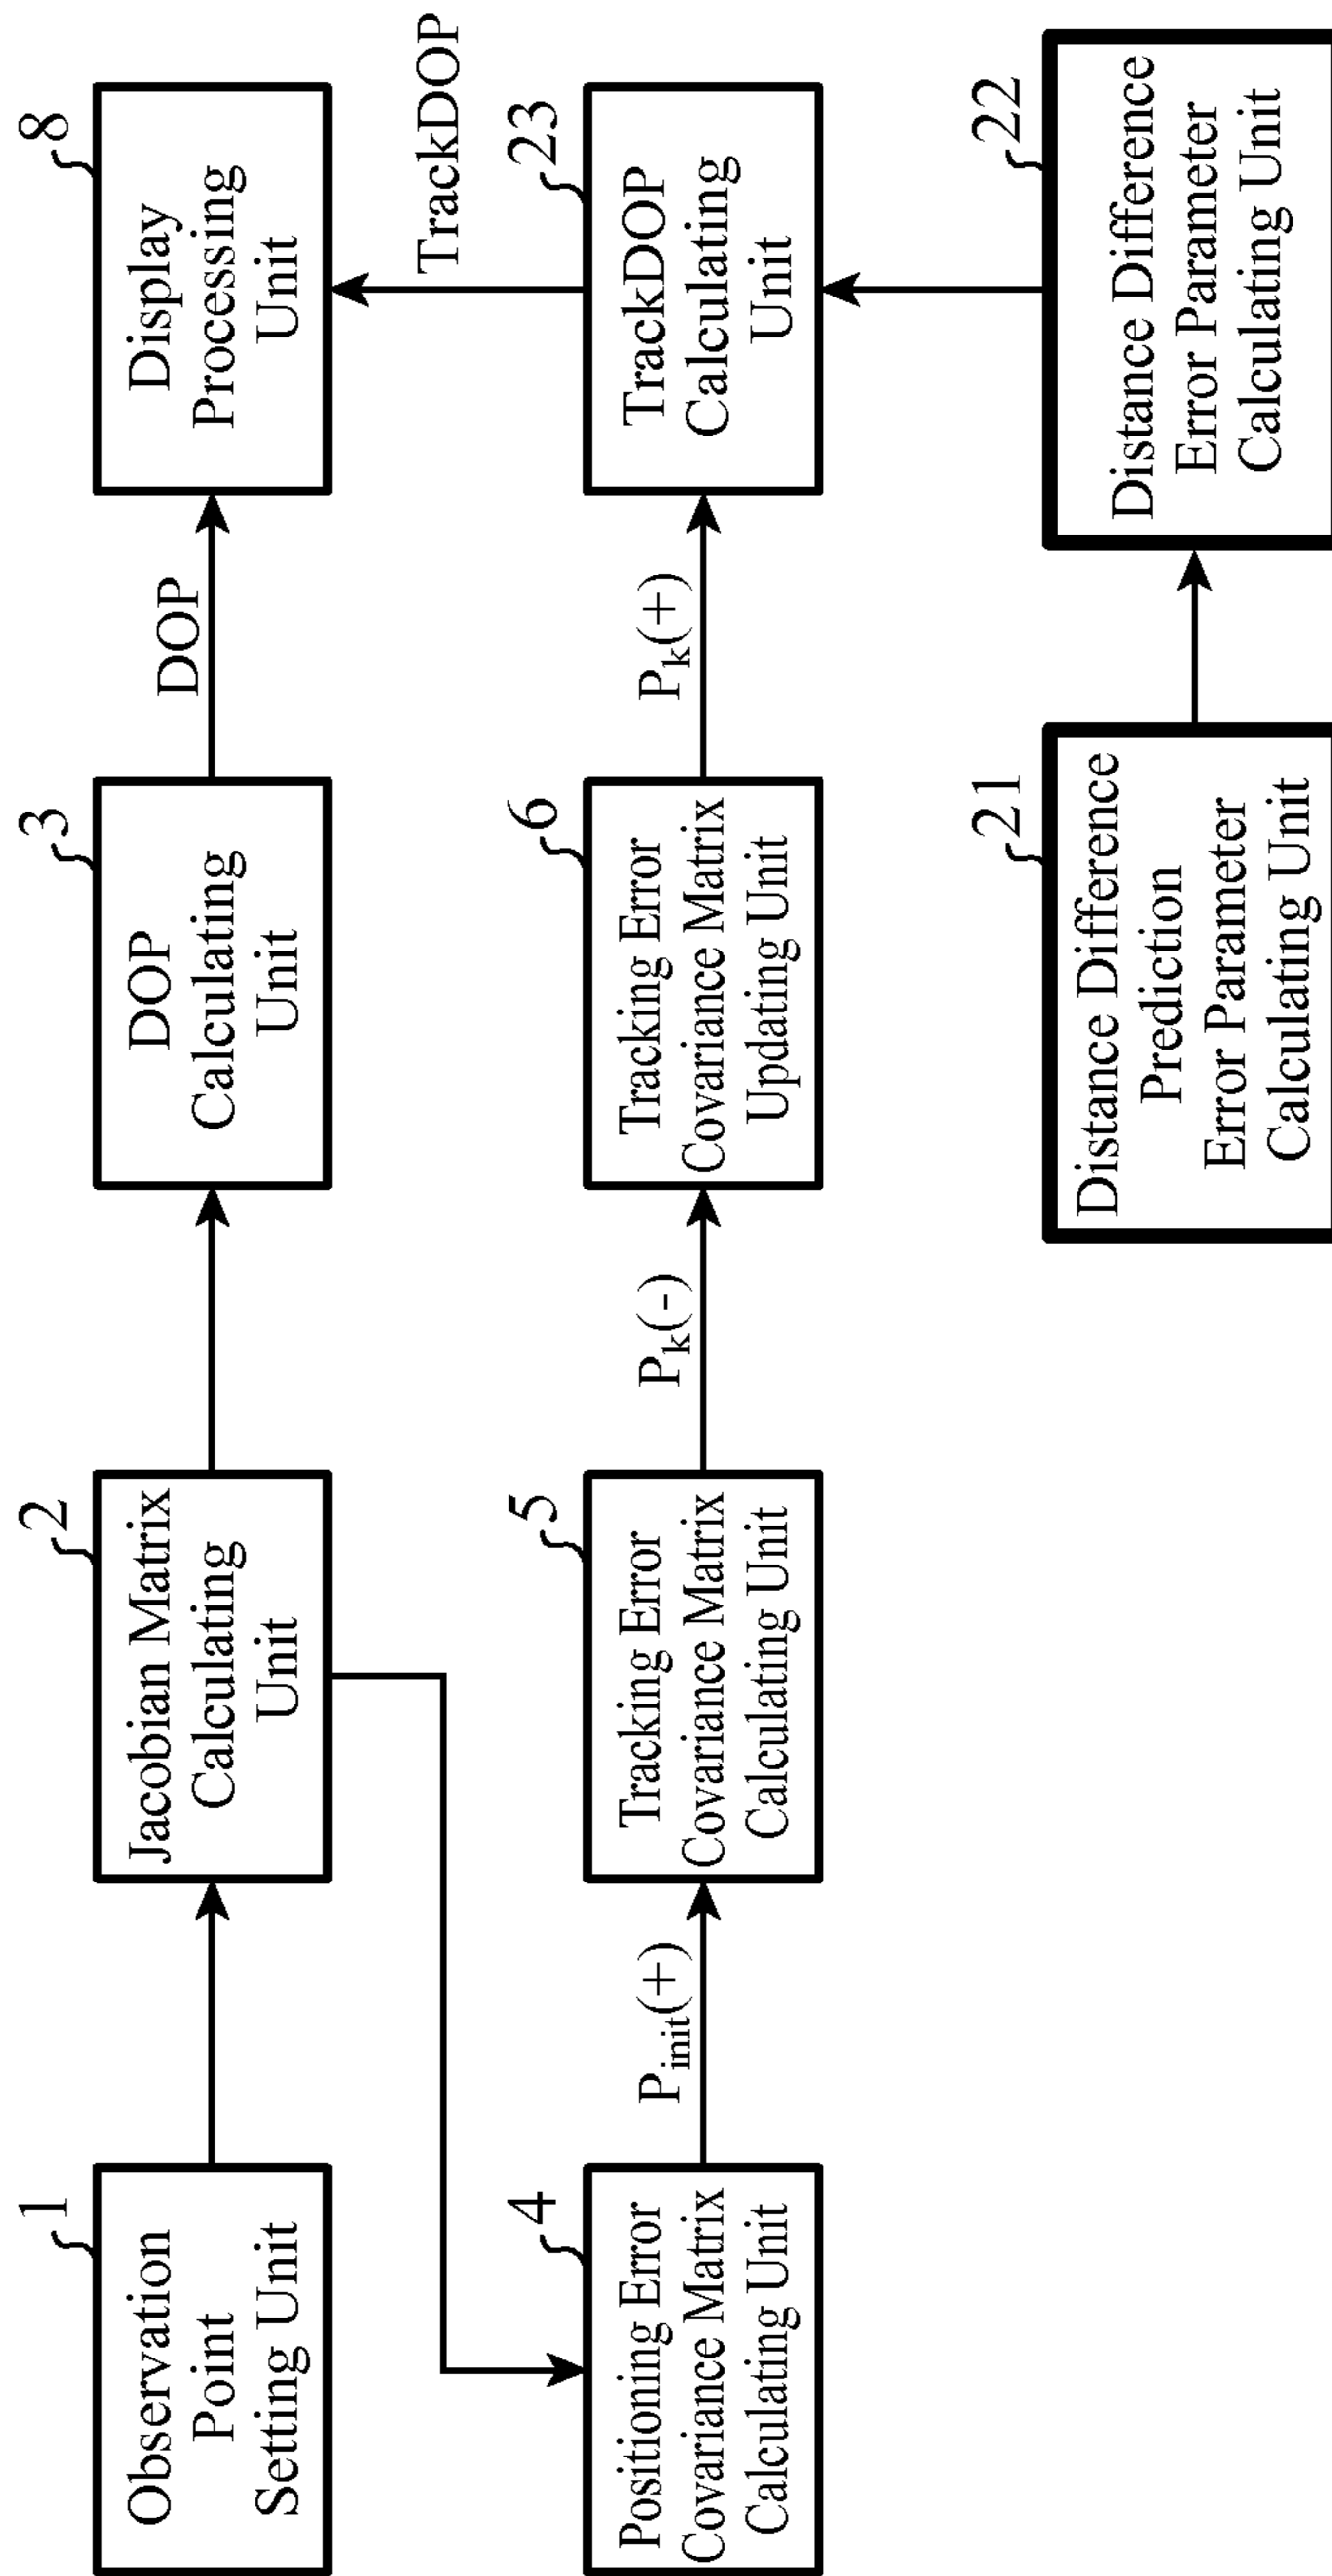 1
Observation
Point
Setting Unit
2
Jacobian Matrix
Calculating
Unit
3
DOP
Calculating
Unit
DOP
8
Display
Processing
Unit
TrackDOP
4
Positioning Error
Covariance Matrix
Calculating Unit
Pinit(+)
5
Tracking Error
Covariance Matrix
Calculating Unit
Pk(-)
6
Tracking Error
Covariance Matrix
Updating Unit
Pk(+)
23
TrackDOP
Calculating
Unit
21
Distance Difference
Prediction
Error Parameter
Calculating Unit
22
Distance Difference
Error Parameter
Calculating Unit